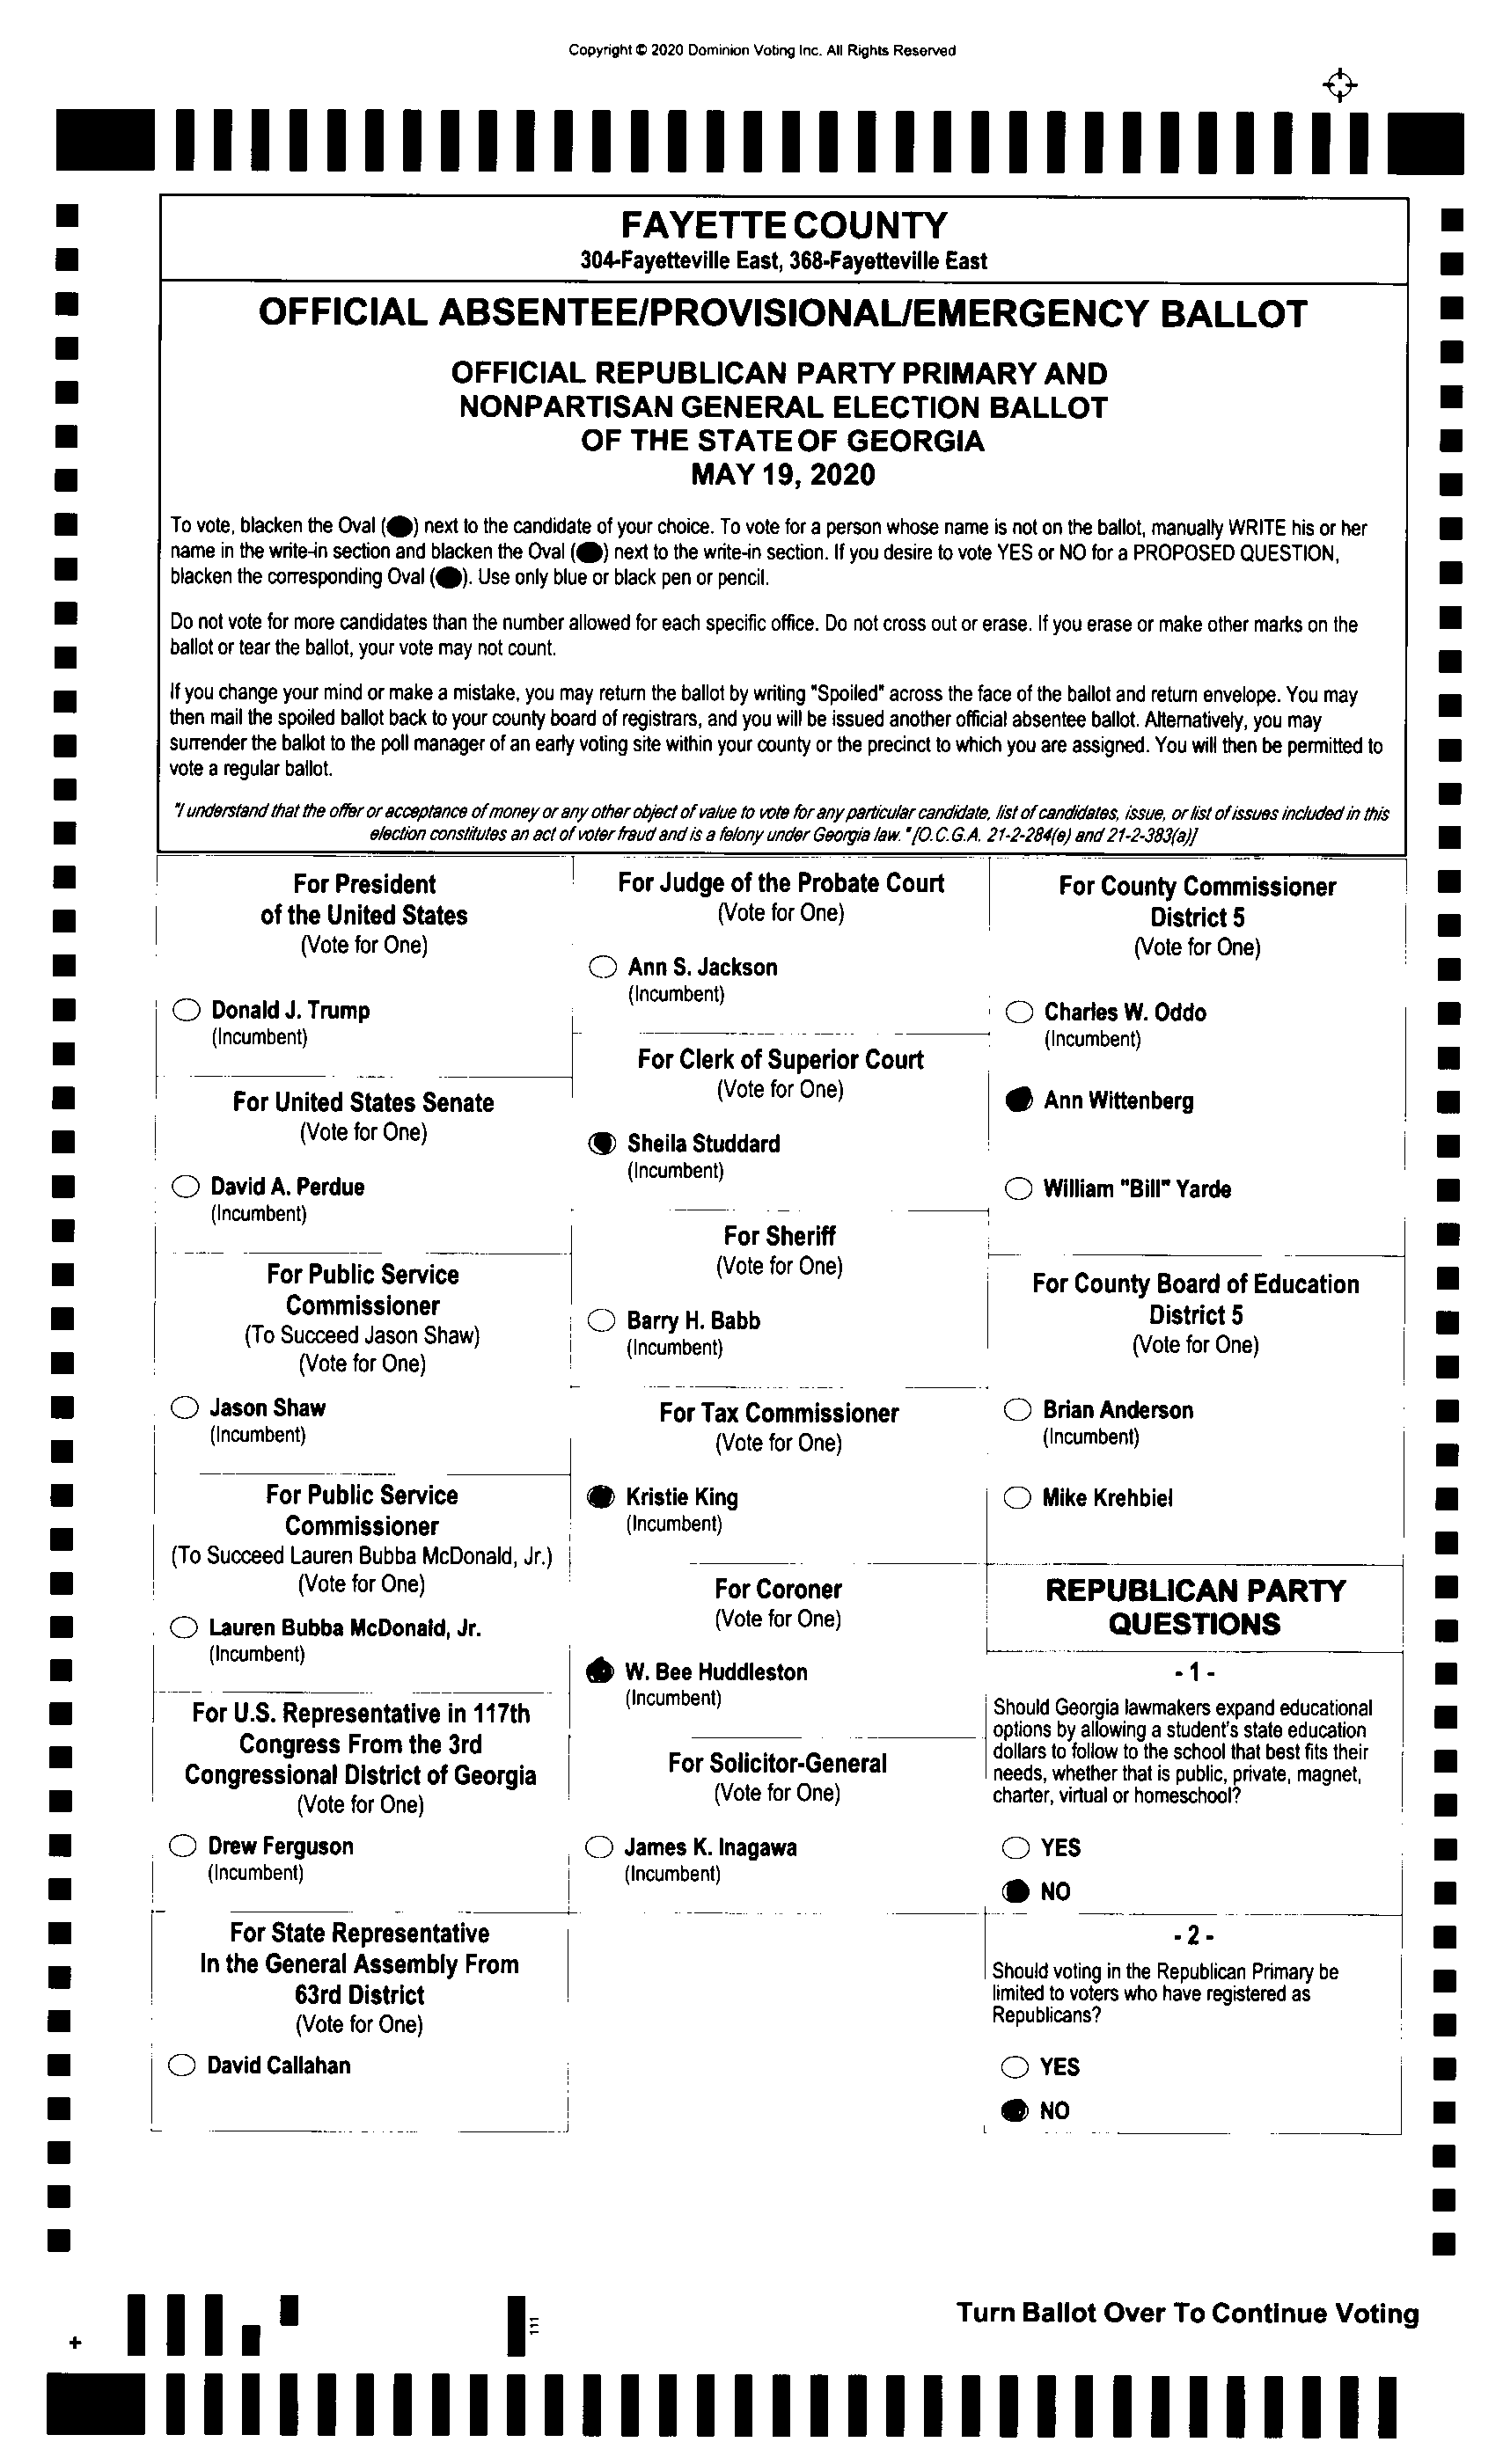 Copyright © 2020 Dominion Voting Inc. All Rights Reserved
FAYETTE COUNTY
304-Fayetteville East, 368-Fayetteville East
OFFICIAL ABSENTEE/PROVISIONAL/EMERGENCY BALLOT
OFFICIAL REPUBLICAN PARTY PRIMARY AND
NONPARTISAN GENERAL ELECTION BALLOT
OF THE STATE OF GEORGIA
MAY 19, 2020
To vote, blacken the Oval () next to the candidate of your choice. To vote for a person whose name is not on the ballot, manually WRITE his or her
name in the write-in section and blacken the Oval () next to the write-in section. If you desire to vote YES or NO for a PROPOSED QUESTION,
blacken the corresponding Oval (). Use only blue or black pen or pencil.
Do not vote for more candidates than the number allowed for each specific office. Do not cross out or erase. If you erase or make other marks on the
ballot or tear the ballot, your vote may not count.
If you change your mind or make a mistake, you may return the ballot by writing "Spoiled" across the face of the ballot and return envelope. You may
then mail the spoiled ballot back to your county board of registrars, and you will be issued another official absentee ballot. Alternatively, you may
surrender the ballot to the poll manager of an early voting site within your county or the precinct to which you are assigned. You will then be permitted to
vote a regular ballot.
"I understand that the offer or acceptance of money or any other object of value to vote for any particular candidate, list of candidates, issue, or list of issues included in this
election constitutes an act of voter fraud and is a felony under Georgia law." [O.C.G.A. 21-2-284(e) and 21-2-383(a)]
For President
of the United States
(Vote for One)
Donald J. Trump
(Incumbent)
For United States Senate
(Vote for One)
David A. Perdue
(Incumbent)
For Public Service
Commissioner
(To Succeed Jason Shaw)
(Vote for One)
Jason Shaw
(Incumbent)
For Public Service
Commissioner
(To Succeed Lauren Bubba McDonald, Jr.)
(Vote for One)
Lauren Bubba McDonald, Jr.
(Incumbent)
For U.S. Representative in 117th
Congress From the 3rd
Congressional District of Georgia
(Vote for One)
Drew Ferguson
(Incumbent)
For State Representative
In the General Assembly From
63rd District
(Vote for One)
David Callahan
For Judge of the Probate Court
(Vote for One)
Ann S. Jackson
(Incumbent)
For Clerk of Superior Court
(Vote for One)
Sheila Studdard
(Incumbent)
For Sheriff
(Vote for One)
Barry H. Babb
(Incumbent)
For Tax Commissioner
(Vote for One)
Kristie King
(Incumbent)
For Coroner
(Vote for One)
W. Bee Huddleston
(Incumbent)
For Solicitor-General
(Vote for One)
James K. Inagawa
(Incumbent)
For County Commissioner
District 5
(Vote for One)
Charles W. Oddo
(Incumbent)
Ann Wittenberg
William "Bill" Yarde
For County Board of Education
District 5
(Vote for One)
Brian Anderson
(Incumbent)
Mike Krehbiel
REPUBLICAN PARTY
QUESTIONS
- 1 -
Should Georgia lawmakers expand educational
options by allowing a student's state education
dollars to follow to the school that best fits their
needs, whether that is public, private, magnet,
charter, virtual or homeschool?
YES
NO
- 2 -
Should voting in the Republican Primary be
limited to voters who have registered as
Republicans?
YES
NO
Turn Ballot Over To Continue Voting
+
111